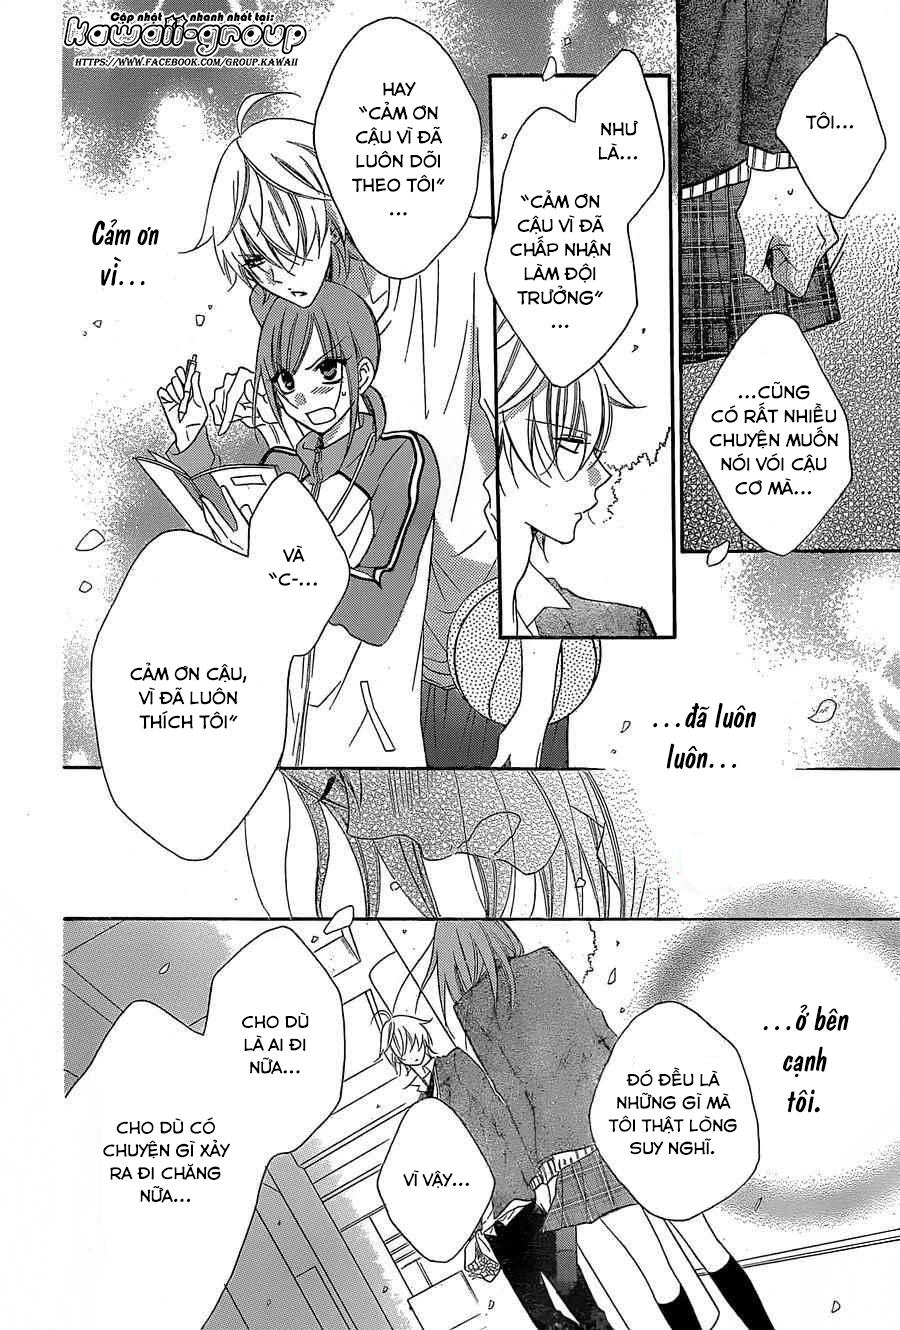 Cập nhật nhanh nhất tại:
kawaii-group
HTTPS://WWW.FACEBOOK.COM/GROUP.KAWAII
TÔI...
...CŨNG
CÓ RẤT NHIỀU
CHUYỆN MUỐN
NÓI VÓI CẬU
CƠ MÀ...
NHƯ
LÀ...
"CẢM ƠN
CẬU VÌ ĐÃ
CHẤP NHẬN
LÀM ĐỘI
TRƯỞNG"
...
HAY
"CẢM ƠN
CẬU VÌ ĐÃ
LUÔN DÕI
THEO TÔI"
...
Cảm ơn
vì...
VÀ
"C-...
CẢM ƠN CẬU,
VÌ ĐÃ LUÔN
THÍCH TÔI"
...đã luôn
luôn...
...ở bên
cạnh
tôi.
ĐÓ ĐỀU LÀ
NHỮNG GÌ MÀ
TÔI THẬT LÒNG
SUY NGHĨ.
VÌ VẬY...
CHO DÙ
LÀ AI ĐI
NỮA...
CHO DÙ CÓ
CHUYỆN GÌ XẢY
RA ĐI CHĂNG
NỮA...